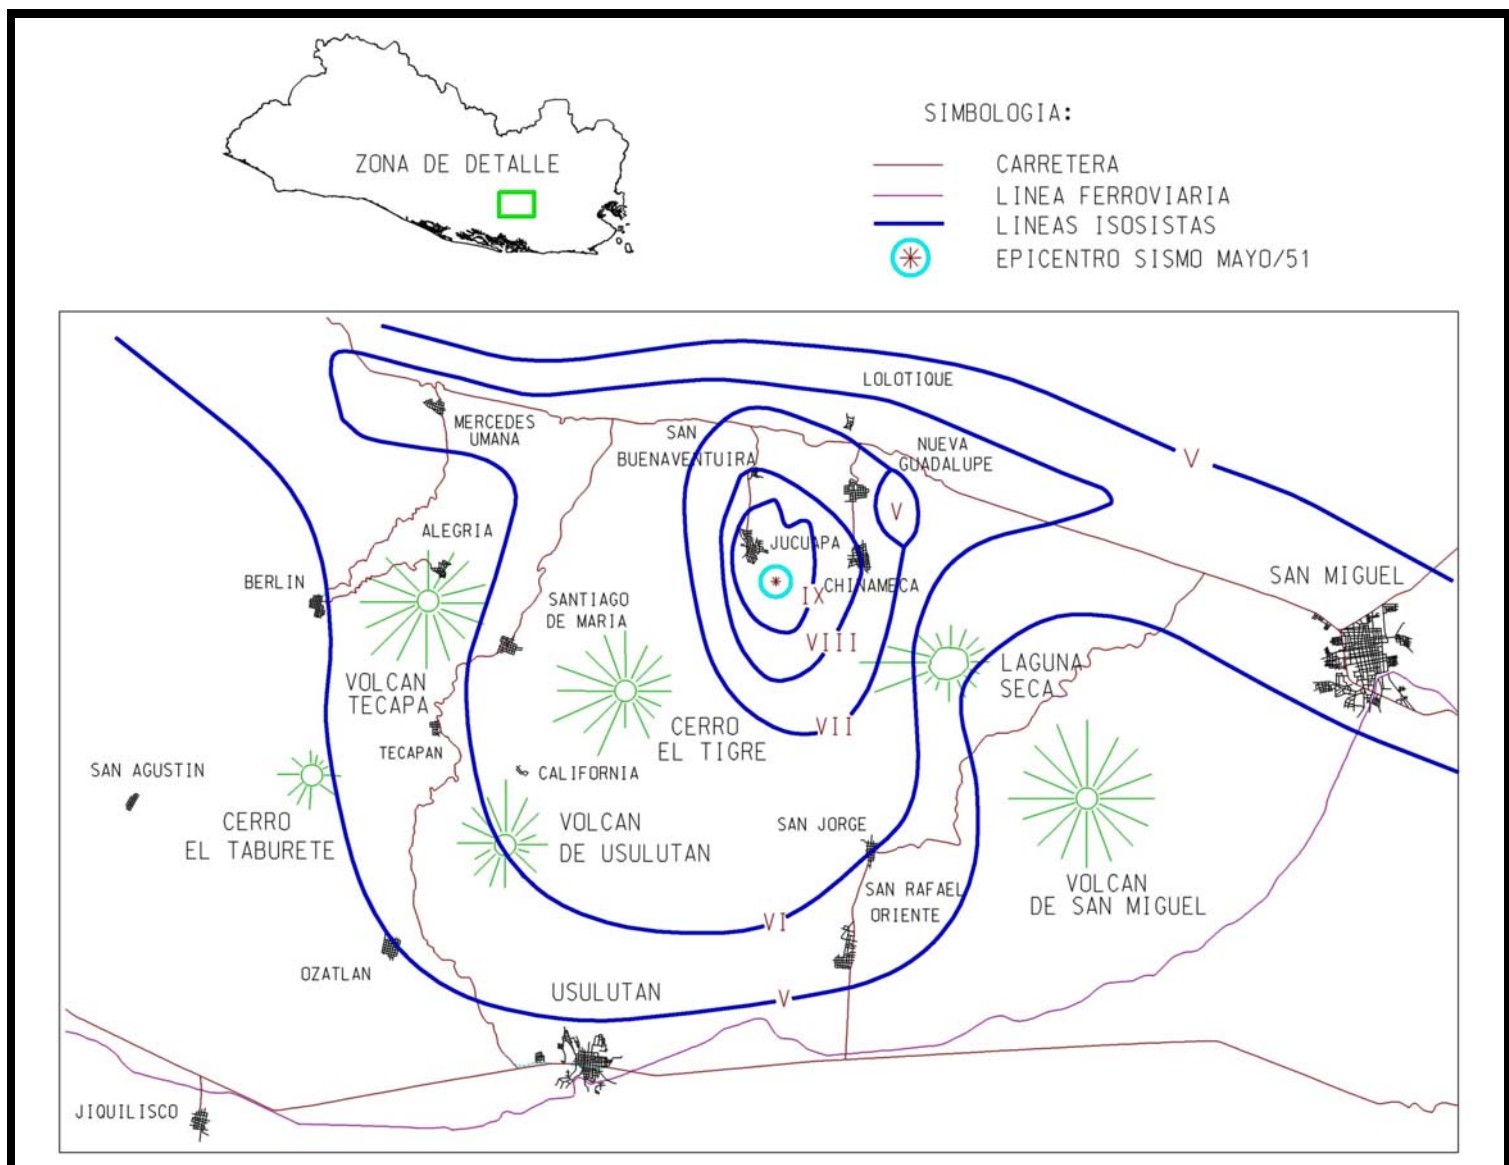 SIMBOLOGIA:
ZONA DE DETALLE
CARRETERA
LINEA FERROVIARIA
LINEAS ISOSISTAS
EPICENTRO SISMO MAYO/51
LOLOTIQUE
MERCEDES
UMANA
SAN
BUENAVENTUIRA
NUEVA
GUADALUPE
V
V
ALEGRIA
JUCUAPA
BERLIN
CHINAMECA
SAN MIGUEL
IX
SANTIAGO
DE MARIA
VIII
LAGUNA
SECA
VOLCAN
TECAPA
CERRO
EL TIGRE
VII
TECAPAN
SAN AGUSTIN
CALIFORNIA
CERRO
EL TABURETE
VOLCAN
DE USULUTAN
SAN JORGE
VOLCAN
DE SAN MIGUEL
SAN RAFAEL
ORIENTE
VI
OZATLAN
USULUTAN
V
JIQUILISCO